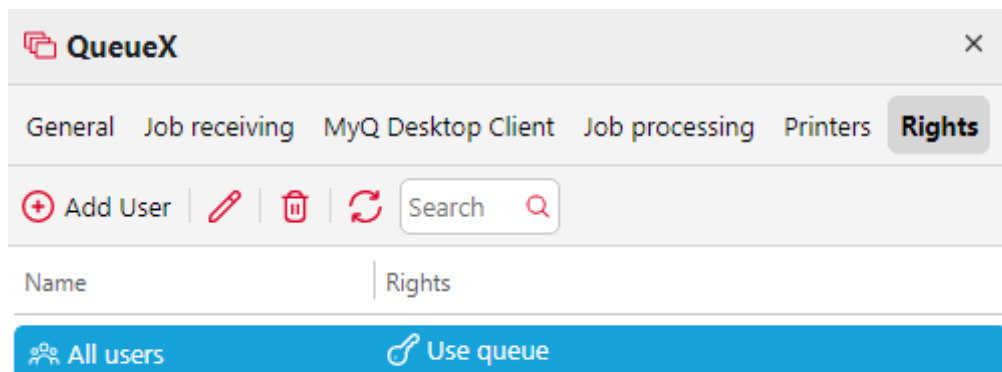 QueueX
General Job receiving MyQ Desktop Client Job processing Printers Rights
Add User Search
Name Rights
All users Use queue